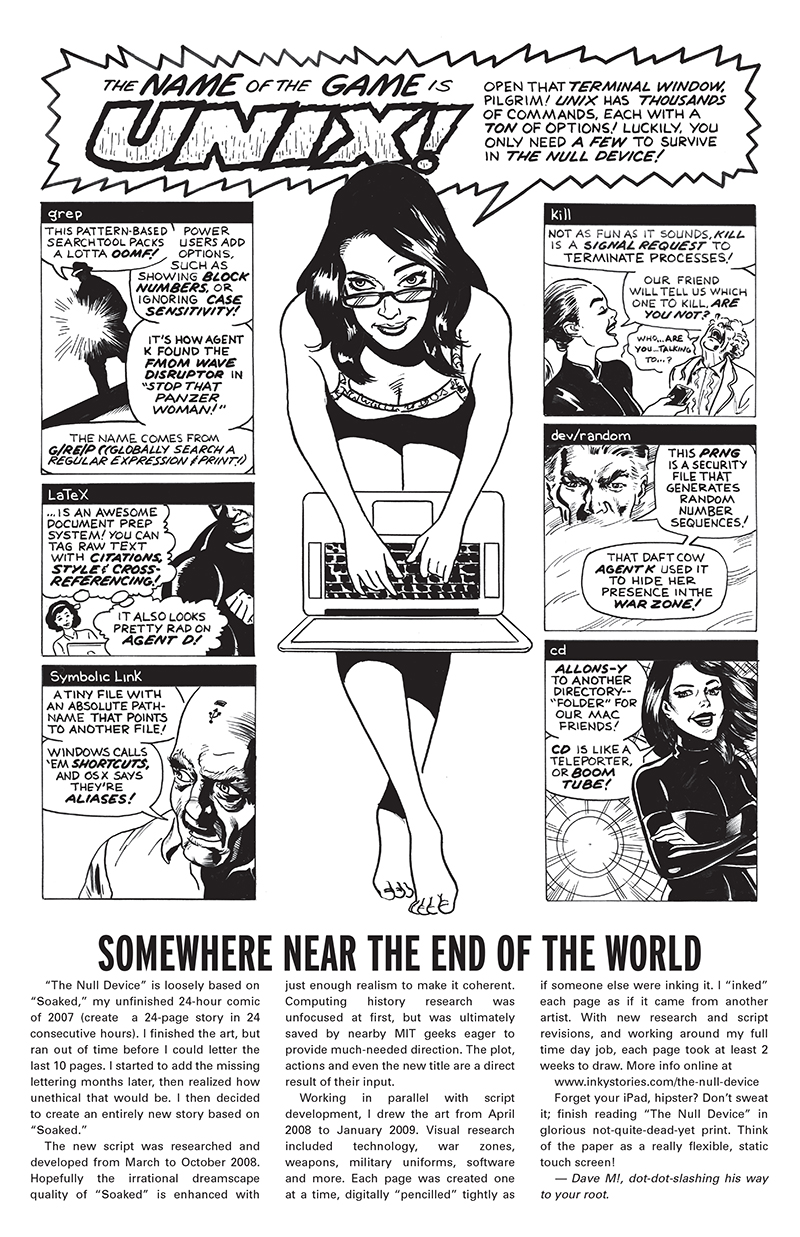 THE NAME OF THE GAME IS
UNIX!
OPEN THAT TERMINAL WINDOW,
PILGRIM! UNIX HAS THOUSANDS
OF COMMANDS, EACH WITH A
TON OF OPTIONS! LUCKILY, YOU
ONLY NEED A FEW TO SURVIVE
IN THE NULL DEVICE!
grep
THIS PATTERN-BASED
SEARCHTOOL PACKS
A LOTTA OOMF!
POWER
USERS ADD
OPTIONS,
SUCH AS
SHOWING BLOCK
NUMBERS, OR
IGNORING CASE
SENSITIVITY!
IT'S HOW AGENT
K FOUND THE
FMOM WAVE
DISRUPTOR IN
"STOP THAT
PANZER
WOMAN!"
THE NAME COMES FROM
G/RE/P ((GLOBALLY SEARCH A
REGULAR EXPRESSION & PRINT!)
LaTeX
...IS AN AWESOME
DOCUMENT PREP
SYSTEM! YOU CAN
TAG RAW TEXT
WITH CITATIONS,
STYLE & CROSS-
REFERENCING!
IT ALSO LOOKS
PRETTY RAD ON
AGENT D!
Symbolic Link
A TINY FILE WITH
AN ABSOLUTE PATH-
NAME THAT POINTS
TO ANOTHER FILE!
WINDOWS CALLS
'EM SHORTCUTS,
AND OSX SAYS
THEY'RE
ALIASES!
kill
NOT AS FUN AS IT SOUNDS, KILL
IS A SIGNAL REQUEST TO
TERMINATE PROCESSES!
OUR FRIEND
WILL TELL US WHICH
ONE TO KILL. ARE
YOU NOT?
WHO...ARE
YOU...TALKING
TO...?
dev/random
THIS PRNG
IS A SECURITY
FILE THAT
GENERATES
RANDOM
NUMBER
SEQUENCES!
THAT DAFT COW
AGENT K USED IT
TO HIDE HER
PRESENCE IN THE
WAR ZONE!
cd
ALLONS-Y
TO ANOTHER
DIRECTORY--
"FOLDER" FOR
OUR MAC
FRIENDS!
CD IS LIKE A
TELEPORTER,
OR BOOM
TUBE!
SOMEWHERE NEAR THE END OF THE WORLD
"The Null Device" is loosely based on
"Soaked," my unfinished 24-hour comic
of 2007 (create a 24-page story in 24
consecutive hours). I finished the art, but
ran out of time before I could letter the
last 10 pages. I started to add the missing
lettering months later, then realized how
unethical that would be. I then decided
to create an entirely new story based on
"Soaked."
The new script was researched and
developed from March to October 2008.
Hopefully the irrational dreamscape
quality of "Soaked" is enhanced with
just enough realism to make it coherent.
Computing history research was
unfocused at first, but was ultimately
saved by nearby MIT geeks eager to
provide much-needed direction. The plot,
actions and even the new title are a direct
result of their input.
Working in parallel with script
development, I drew the art from April
2008 to January 2009. Visual research
included technology, war zones,
weapons, military uniforms, software
and more. Each page was created one
at a time, digitally "pencilled" tightly as
if someone else were inking it. I "inked"
each page as if it came from another
artist. With new research and script
revisions, and working around my full
time day job, each page took at least 2
weeks to draw. More info online at
www.inkystories.com/the-null-device
Forget your iPad, hipster? Don't sweat
it; finish reading "The Null Device" in
glorious not-quite-dead-yet print. Think
of the paper as a really flexible, static
touch screen!
— Dave M!, dot-dot-slashing his way
to your root.